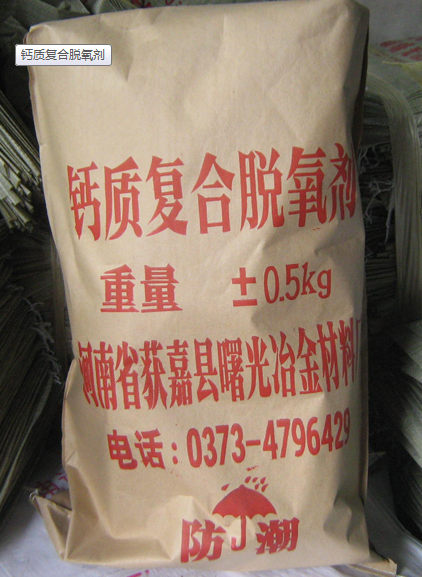 钙质复合脱氧剂
钙质复合脱氧剂
重量 ±0.5kg
河南省获嘉县曙光冶金材料
电话:0373-4796429
防潮